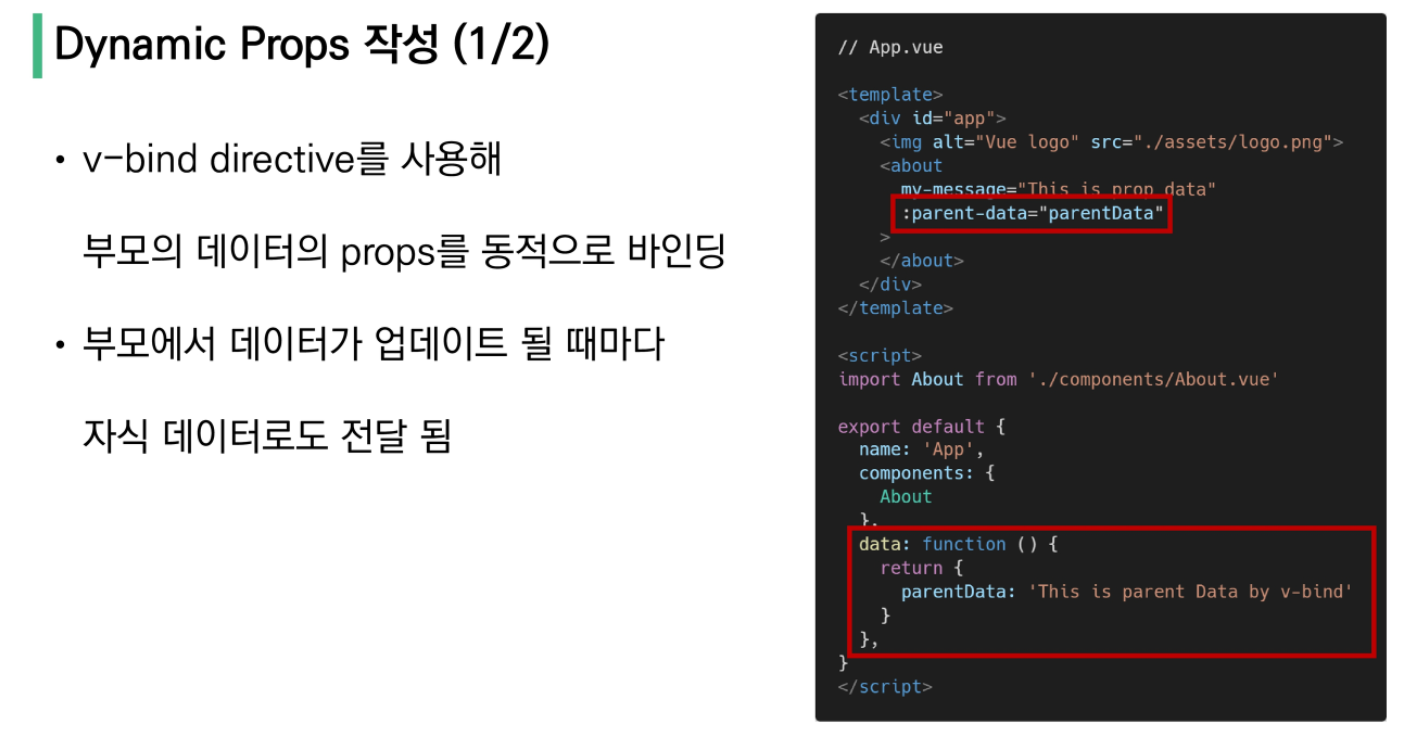 Dynamic Props 작성 (1/2)
• v-bind directive를 사용해
부모의 데이터의 props를 동적으로 바인딩
• 부모에서 데이터가 업데이트 될 때마다
자식 데이터로도 전달 됨
// App.vue
<template>
  <div id="app">
    <img alt="Vue logo" src="./assets/logo.png">
    <about
      my-message="This is prop data"
      :parent-data="parentData"
    >
    </about>
  </div>
</template>
<script>
import About from './components/About.vue'
export default {
  name: 'App',
  components: {
    About
  },
  data: function () {
    return {
      parentData: 'This is parent Data by v-bind'
    }
  },
}
</script>